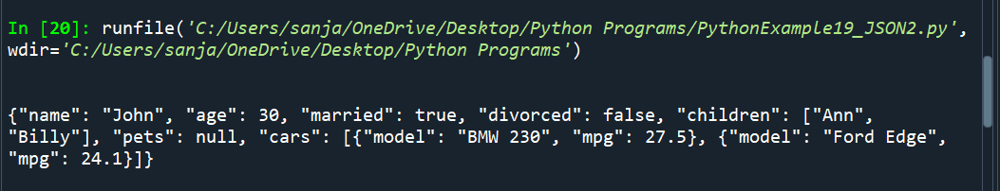 In [20]: runfile('C:/Users/sanja/OneDrive/Desktop/Python Programs/PythonExample19_JSON2.py',
wdir='C:/Users/sanja/OneDrive/Desktop/Python Programs')
{"name": "John", "age": 30, "married": true, "divorced": false, "children": ["Ann",
"Billy"], "pets": null, "cars": [{"model": "BMW 230", "mpg": 27.5}, {"model": "Ford Edge",
"mpg": 24.1}]}